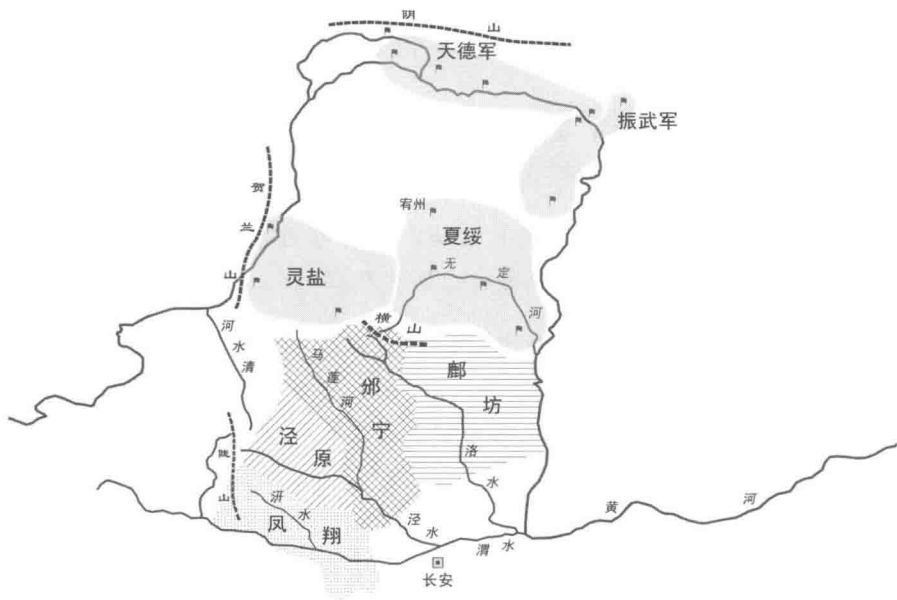 阴山
天德军
振武军
贺兰山
宥州
夏绥
无定河
灵盐
横山
河水清
马莲河
邠宁
鄜坊
泾原
洛水
陇山
汧水
凤翔
泾水
渭水
黄河
长安